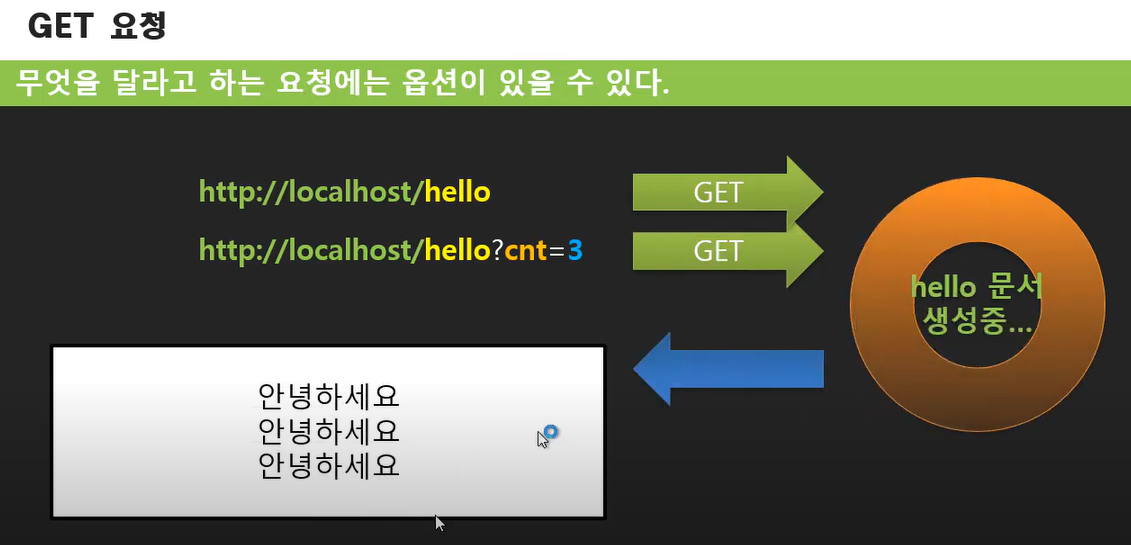 GET 요청
무엇을 달라고 하는 요청에는 옵션이 있을 수 있다.
http://localhost/hello
GET
http://localhost/hello?cnt=3
GET
hello 문서
생성중...
안녕하세요
안녕하세요
안녕하세요